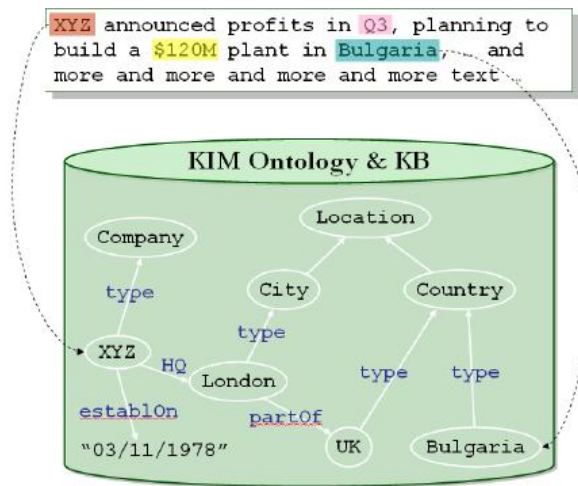 XYZ announced profits in Q3, planning to
build a $120M plant in Bulgaria, … and
more and more and more and more text …
KIM Ontology & KB
Location
Company
City
Country
type
type
XYZ
HQ
London
type
type
establOn
partOf
"03/11/1978"
UK
Bulgaria